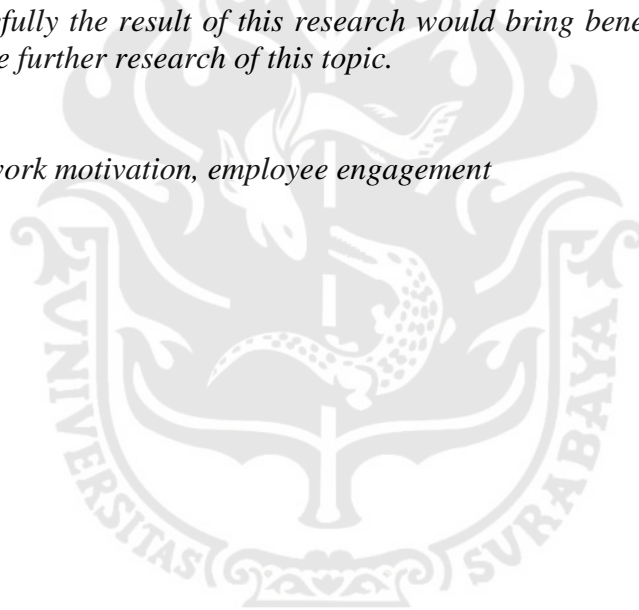 fully the result of this research would bring bene
e further research of this topic.
work motivation, employee engagement
UNIVERSITAS SURABAYA